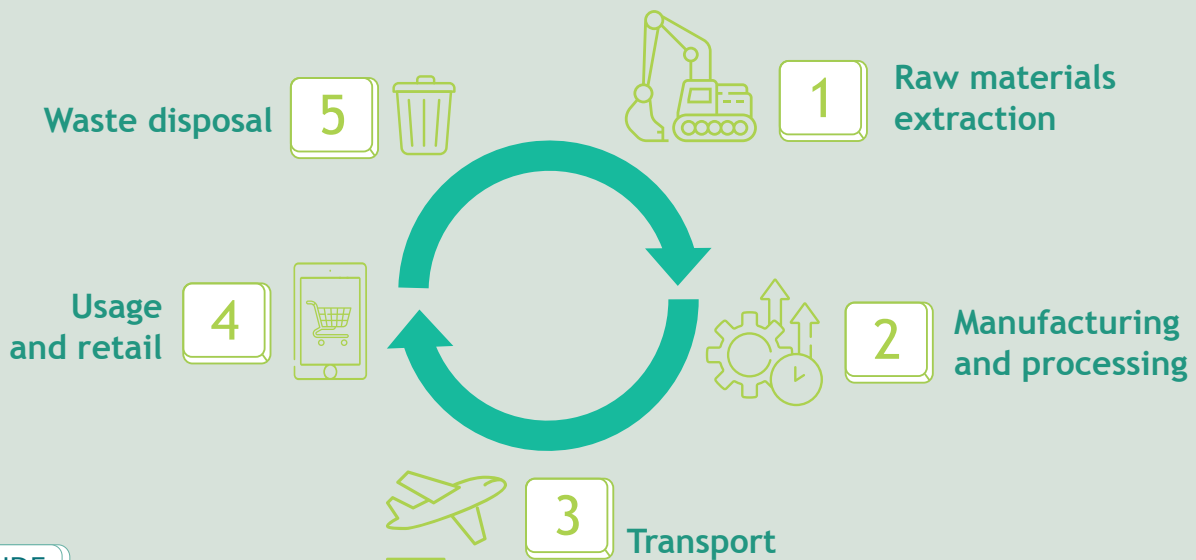 1
Raw materials
extraction
2
Manufacturing
and processing
3
Transport
4
Usage
and retail
5
Waste disposal